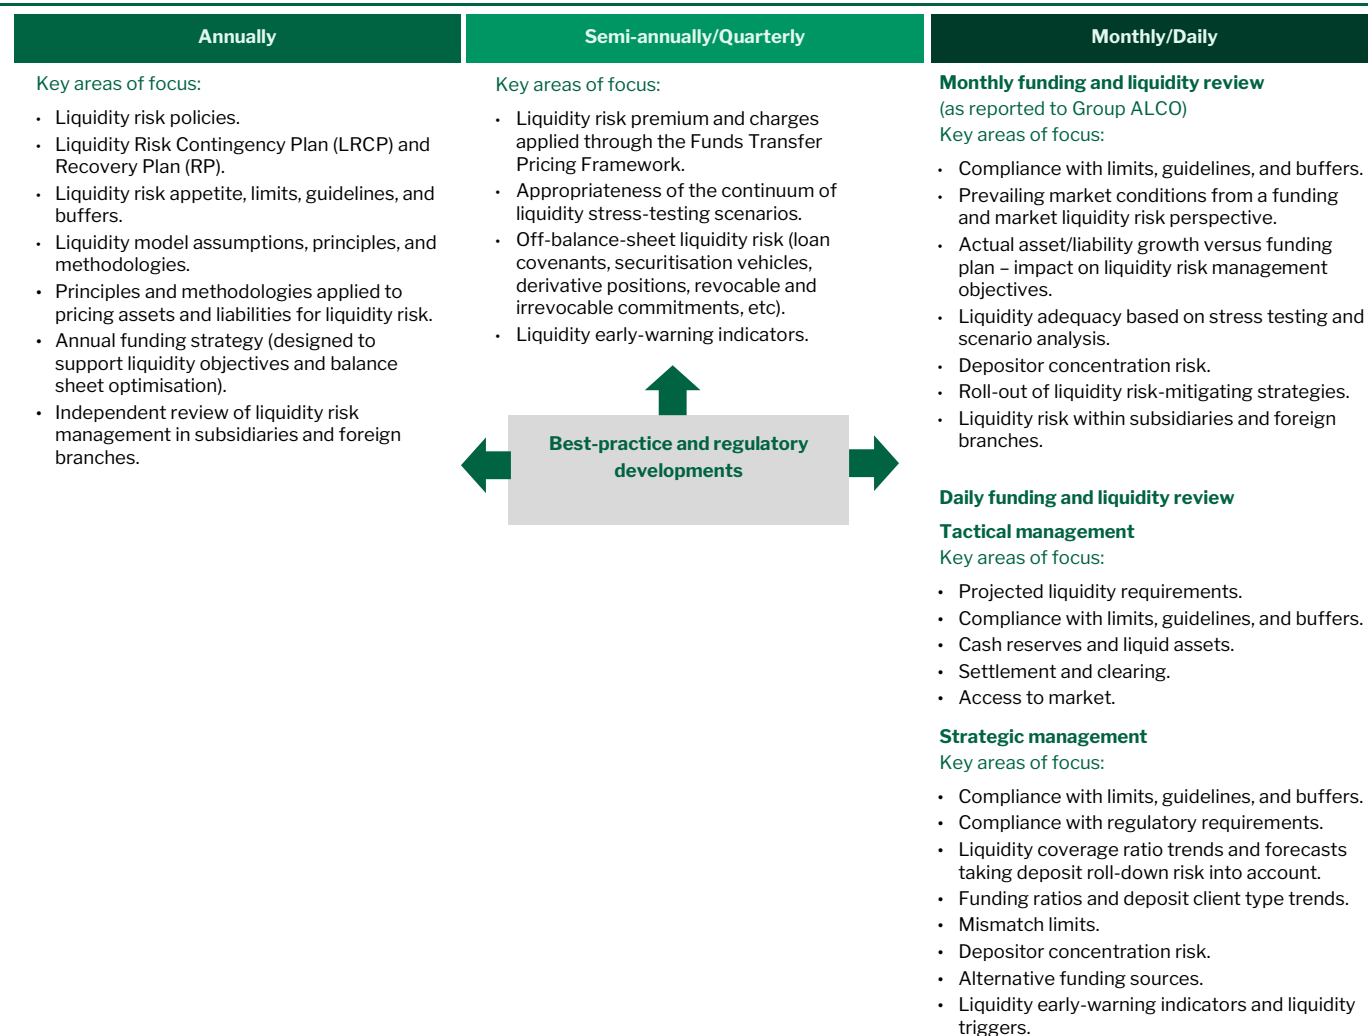 Annually
Key areas of focus:
• Liquidity risk policies.
• Liquidity Risk Contingency Plan (LRCP) and
Recovery Plan (RP).
• Liquidity risk appetite, limits, guidelines, and
buffers.
• Liquidity model assumptions, principles, and
methodologies.
• Principles and methodologies applied to
pricing assets and liabilities for liquidity risk.
• Annual funding strategy (designed to
support liquidity objectives and balance
sheet optimisation).
• Independent review of liquidity risk
management in subsidiaries and foreign
branches.
Semi-annually/Quarterly
Key areas of focus:
• Liquidity risk premium and charges
applied through the Funds Transfer
Pricing Framework.
• Appropriateness of the continuum of
liquidity stress-testing scenarios.
• Off-balance-sheet liquidity risk (loan
covenants, securitisation vehicles,
derivative positions, revocable and
irrevocable commitments, etc).
• Liquidity early-warning indicators.
Best-practice and regulatory
developments
Monthly/Daily
Monthly funding and liquidity review
(as reported to Group ALCO)
Key areas of focus:
• Compliance with limits, guidelines, and buffers.
• Prevailing market conditions from a funding
and market liquidity risk perspective.
• Actual asset/liability growth versus funding
plan – impact on liquidity risk management
objectives.
• Liquidity adequacy based on stress testing and
scenario analysis.
• Depositor concentration risk.
• Roll-out of liquidity risk-mitigating strategies.
• Liquidity risk within subsidiaries and foreign
branches.
Daily funding and liquidity review
Tactical management
Key areas of focus:
• Projected liquidity requirements.
• Compliance with limits, guidelines, and buffers.
• Cash reserves and liquid assets.
• Settlement and clearing.
• Access to market.
Strategic management
Key areas of focus:
• Compliance with limits, guidelines, and buffers.
• Compliance with regulatory requirements.
• Liquidity coverage ratio trends and forecasts
taking deposit roll-down risk into account.
• Funding ratios and deposit client type trends.
• Mismatch limits.
• Depositor concentration risk.
• Alternative funding sources.
• Liquidity early-warning indicators and liquidity
triggers.